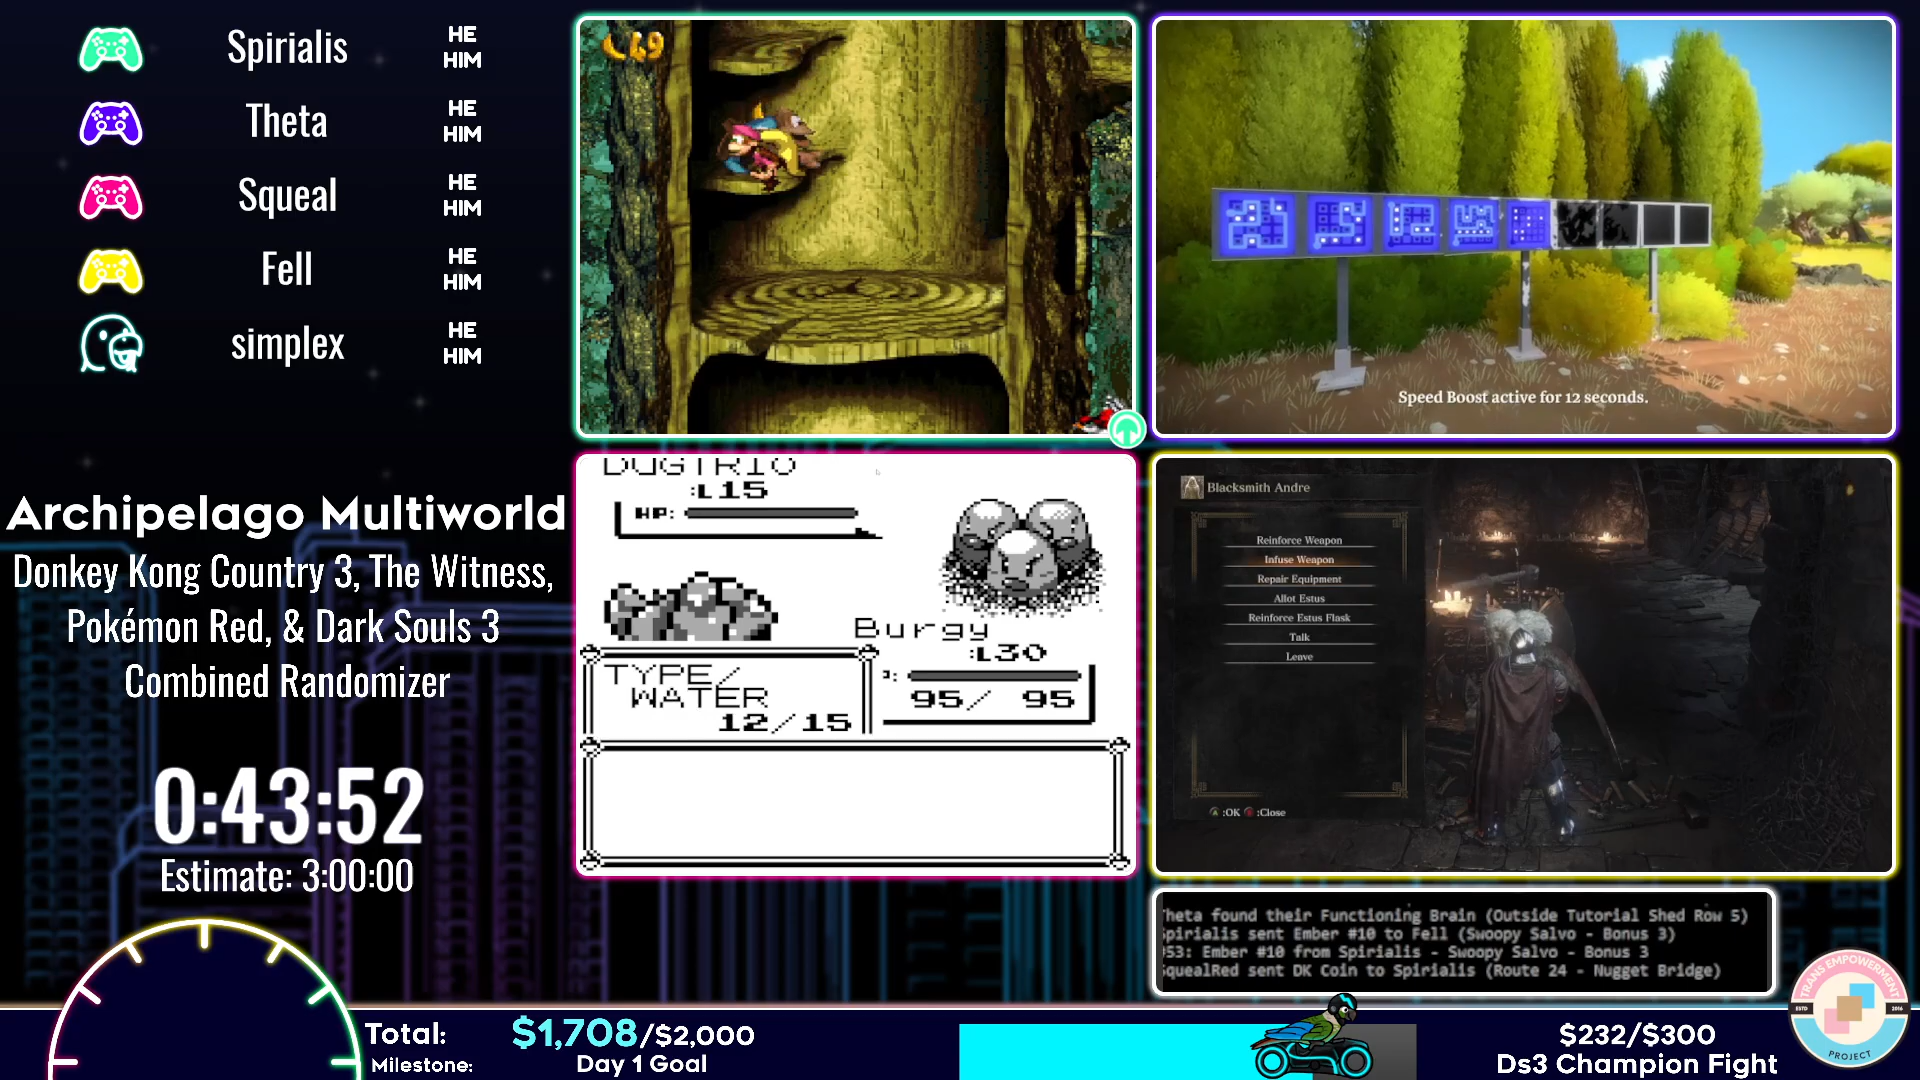 Spirialis
HE
HIM
Theta
HE
HIM
Squeal
HE
HIM
Fell
HE
HIM
simplex
HE
HIM
Archipelago Multiworld
Donkey Kong Country 3, The Witness,
Pokémon Red, & Dark Souls 3
Combined Randomizer
0:43:52
Estimate: 3:00:00
49
Speed Boost active for 12 seconds.
DUGTRIO
:L15
HP:
Burgy
:L30
95/ 95
TYPE/
WATER
12/15
Blacksmith Andre
Reinforce Weapon
Infuse Weapon
Repair Equipment
Allot Estus
Reinforce Estus Flask
Talk
Leave
:OK :Close
heta found their Functioning Brain (Outside Tutorial Shed Row 5)
pirialis sent Ember #10 to Fell (Swoopy Salvo - Bonus 3)
53: Ember #10 from Spirialis - Swoopy Salvo - Bonus 3
SquealRed sent DK Coin to Spirialis (Route 24 - Nugget Bridge)
Total: $1,708/$2,000
Milestone: Day 1 Goal
$232/$300
Ds3 Champion Fight
TRANS EMPOWERMENT
ESTD 2016
PROJECT